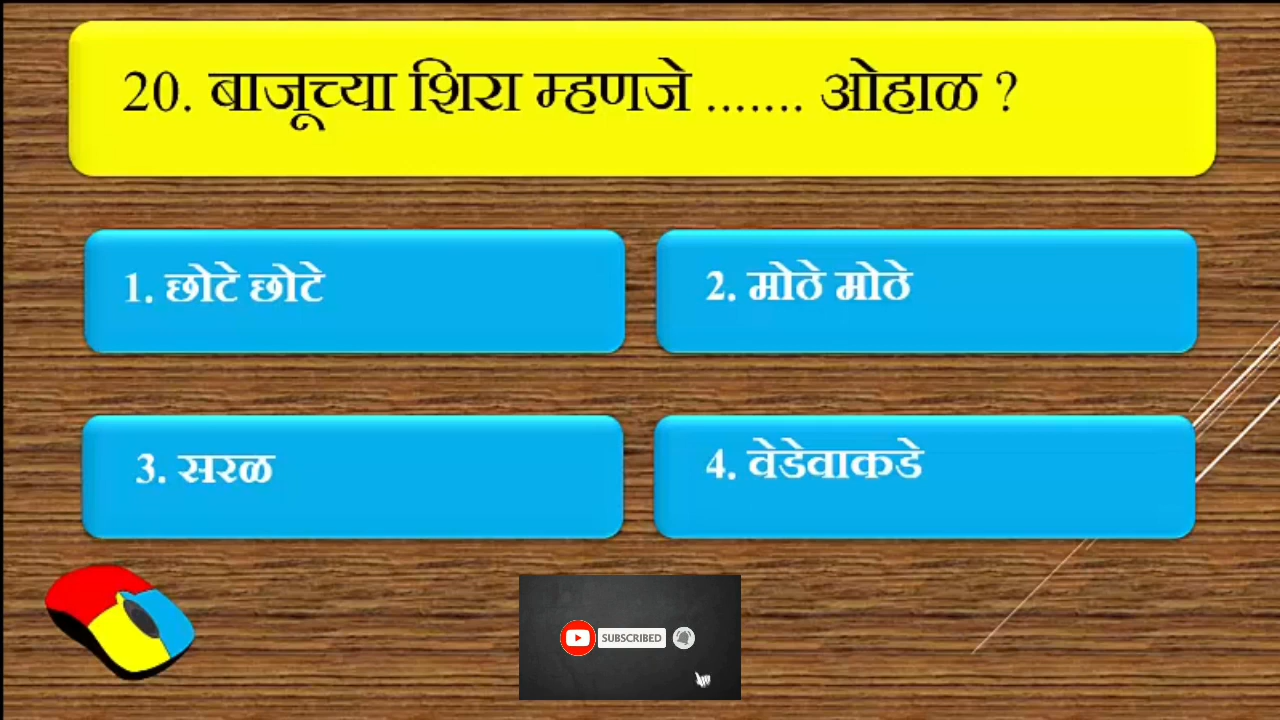 20. बाजूच्या शिरा म्हणजे ....... ओहाळ ?
1. छोटे छोटे
2. मोठे मोठे
3. सरळ
4. वेडेवाकडे
SUBSCRIBED